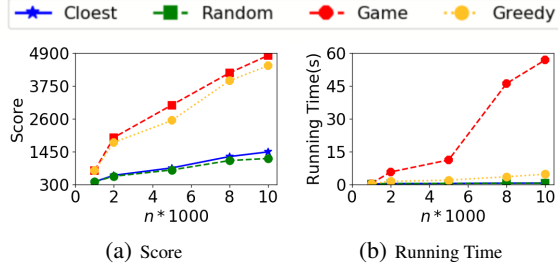 Cloest Random Game Greedy
4900
3750
2600
1450
300
Score
0 2 4 6 8 10
n * 1000
(a) Score
60
45
30
15
0
Running Time(s)
0 2 4 6 8 10
n * 1000
(b) Running Time